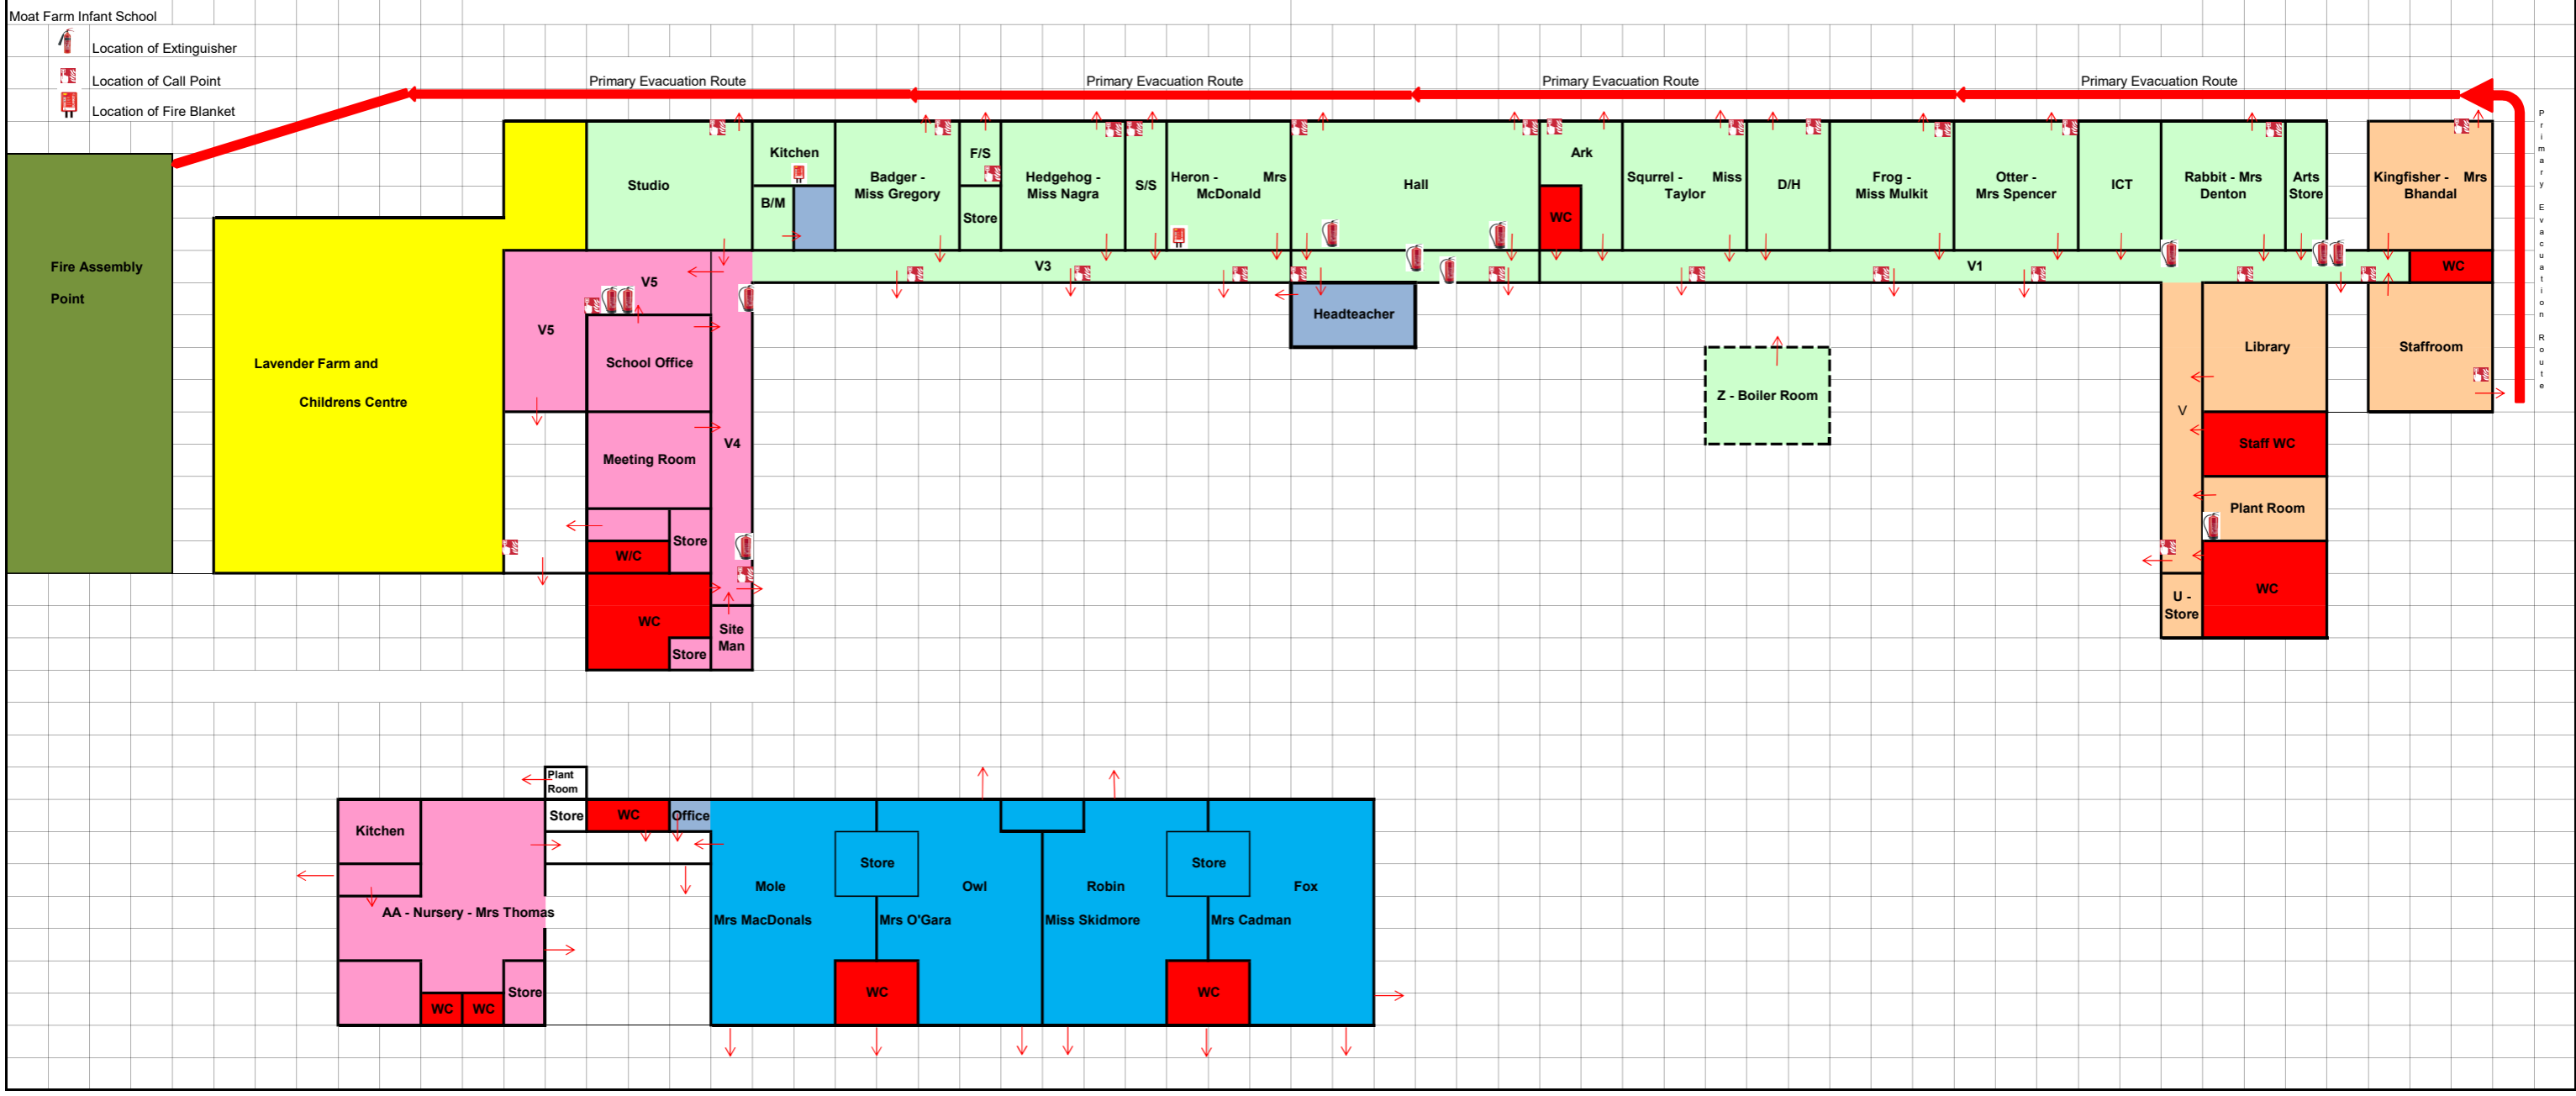 Moat Farm Infant School
Location of Extinguisher
Location of Call Point
Location of Fire Blanket
Primary Evacuation Route
Primary Evacuation Route
Primary Evacuation Route
Primary Evacuation Route
Primary Evacuation Route
Fire Assembly
Point
Lavender Farm and
Childrens Centre
Studio
Kitchen
B/M
Badger -
Miss Gregory
F/S
Store
Hedgehog -
Miss Nagra
S/S
Heron - Mrs
McDonald
Hall
Ark
WC
Squrrel - Miss
Taylor
D/H
Frog -
Miss Mulkit
Otter -
Mrs Spencer
ICT
Rabbit - Mrs
Denton
Arts
Store
Kingfisher - Mrs
Bhandal
V5
V3
V1
WC
V5
School Office
Headteacher
Library
Staffroom
Z - Boiler Room
V
V4
Meeting Room
Staff WC
Plant Room
Store
W/C
WC
Site
Man
Store
WC
U -
Store
Plant
Room
Kitchen
Store
WC
Office
Store
Store
Mole
Owl
Robin
Fox
AA - Nursery - Mrs Thomas
Mrs MacDonals
Mrs O'Gara
Miss Skidmore
Mrs Cadman
Store
WC
WC
WC
WC